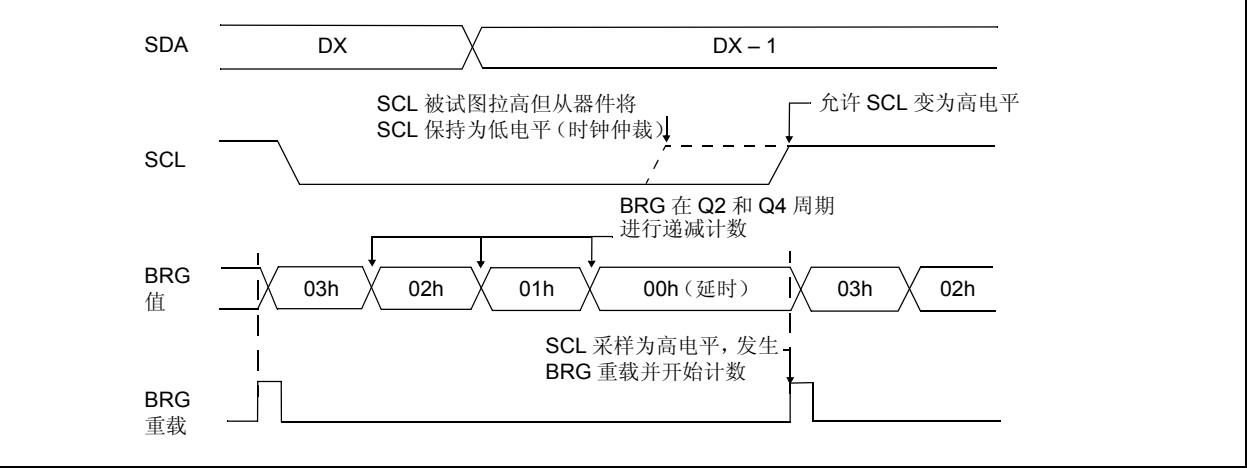 SDA
DX
DX – 1
SCL 被试图拉高但从器件将
SCL 保持为低电平（时钟仲裁）
允许 SCL 变为高电平
SCL
BRG 在 Q2 和 Q4 周期
进行递减计数
BRG
值
03h
02h
01h
00h（延时）
03h
02h
SCL 采样为高电平，发生
BRG 重载并开始计数
BRG
重载